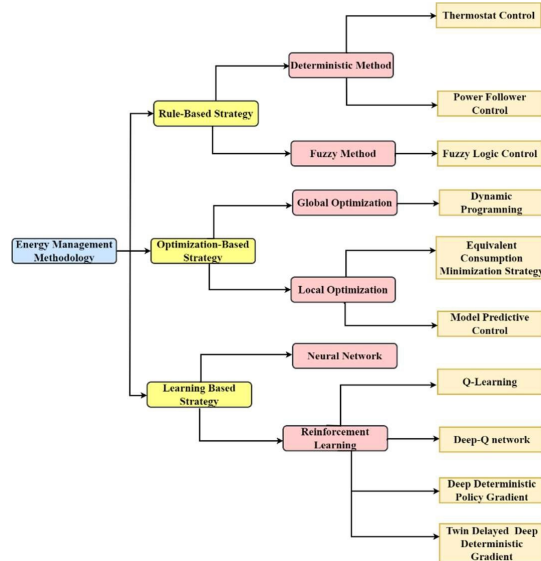 Thermostat Control
Deterministic Method
Power Follower
Control
Rule-Based Strategy
Fuzzy Method
Fuzzy Logic Control
Global Optimization
Dynamic
Programning
Energy Management
Methodology
Optimization-Based
Strategy
Equivalent
Consumption
Minimization Strategy
Local Optimization
Model Predictive
Control
Neural Network
Learning Based
Strategy
Q-Learning
Reinforcement
Learning
Deep-Q network
Deep Deterministic
Policy Gradient
Twin Delayed Deep
Deterministic
Gradient